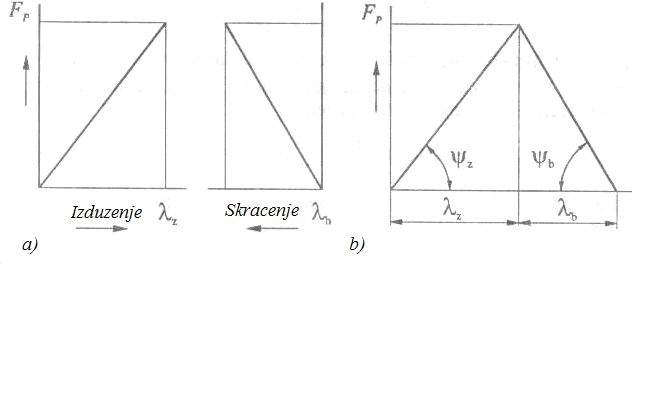 F_P
F_P
ψ_z
ψ_b
Izduzenje λ_z
Skracenje λ_b
λ_z
λ_b
a)
b)